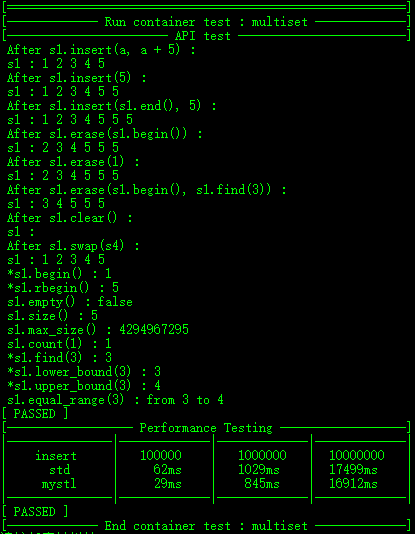 Run container test : multiset
API test
After s1.insert(a, a + 5) :
s1 : 1 2 3 4 5
After s1.insert(5) :
s1 : 1 2 3 4 5 5
After s1.insert(s1.end(), 5) :
s1 : 1 2 3 4 5 5 5
After s1.erase(s1.begin()) :
s1 : 2 3 4 5 5 5
After s1.erase(1) :
s1 : 2 3 4 5 5 5
After s1.erase(s1.begin(), s1.find(3)) :
s1 : 3 4 5 5 5
After s1.clear() :
s1 :
After s1.swap(s4) :
s1 : 1 2 3 4 5
*s1.begin() : 1
*s1.rbegin() : 5
s1.empty() : false
s1.size() : 5
s1.max_size() : 4294967295
s1.count(1) : 1
*s1.find(3) : 3
*s1.lower_bound(3) : 3
*s1.upper_bound(3) : 4
s1.equal_range(3) : from 3 to 4
[ PASSED ]
Performance Testing
insert | 100000 | 1000000 | 10000000
std | 62ms | 1029ms | 17499ms
mystl | 29ms | 845ms | 16912ms
[ PASSED ]
End container test : multiset